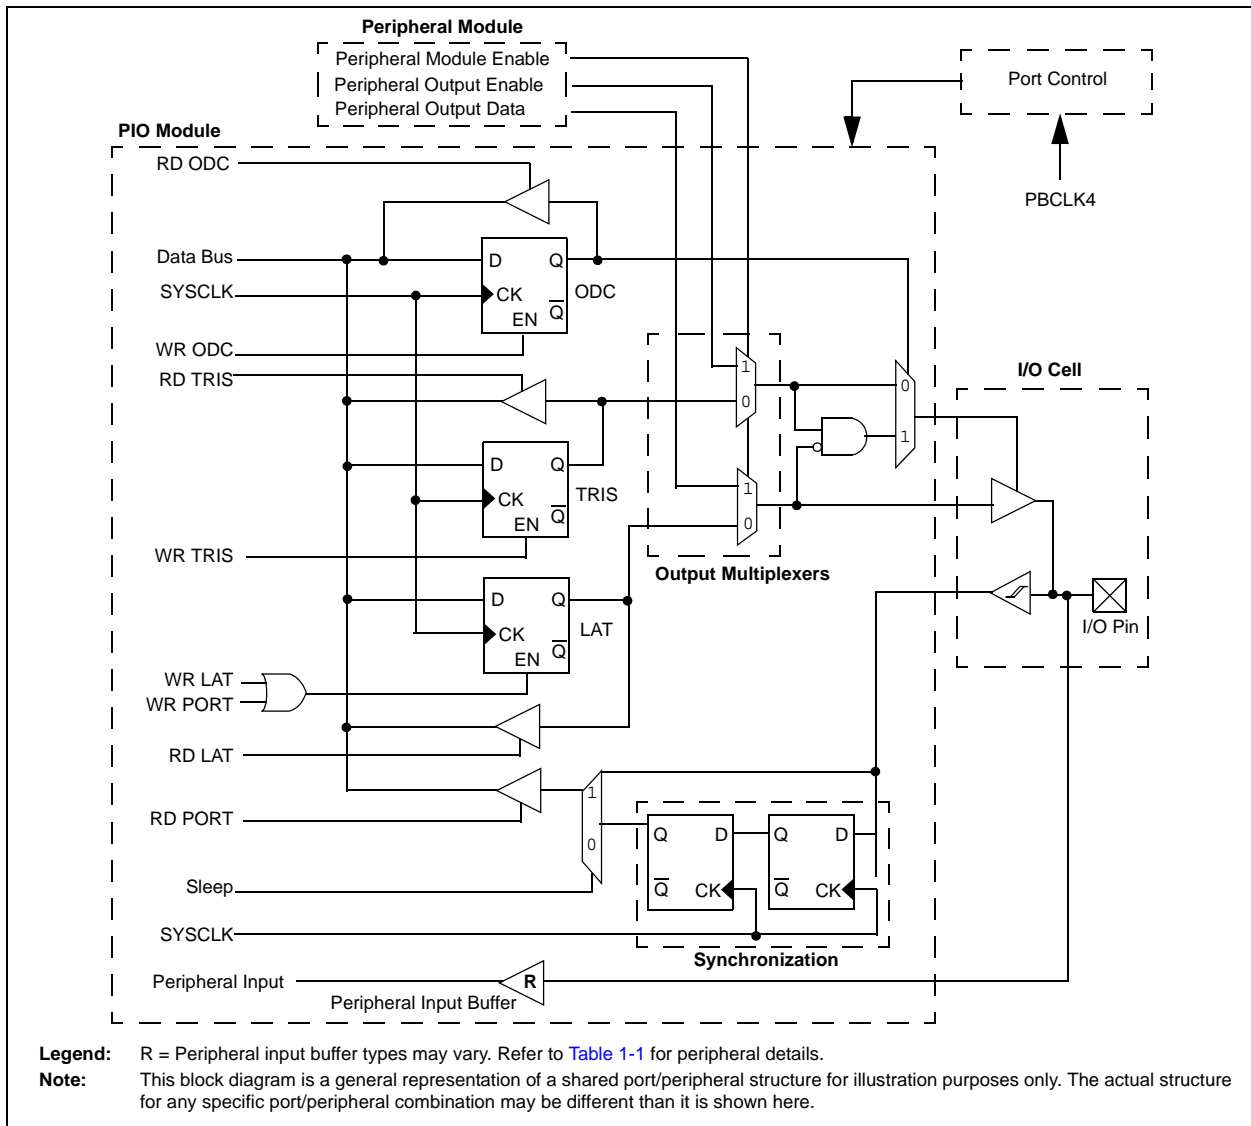 Peripheral Module
Peripheral Module Enable
Peripheral Output Enable
Peripheral Output Data
Port Control
PBCLK4
PIO Module
RD ODC
Data Bus
SYSCLK
D
Q
CK
EN
Q
ODC
WR ODC
RD TRIS
1
0
0
1
I/O Cell
D
Q
CK
EN
Q
TRIS
WR TRIS
1
0
Output Multiplexers
D
Q
CK
EN
Q
LAT
I/O Pin
WR LAT
WR PORT
RD LAT
RD PORT
1
0
Sleep
Q
D
Q
CK
Q
D
Q
CK
SYSCLK
Synchronization
Peripheral Input
R
Peripheral Input Buffer
Legend: R = Peripheral input buffer types may vary. Refer to Table 1-1 for peripheral details.
Note: This block diagram is a general representation of a shared port/peripheral structure for illustration purposes only. The actual structure
for any specific port/peripheral combination may be different than it is shown here.